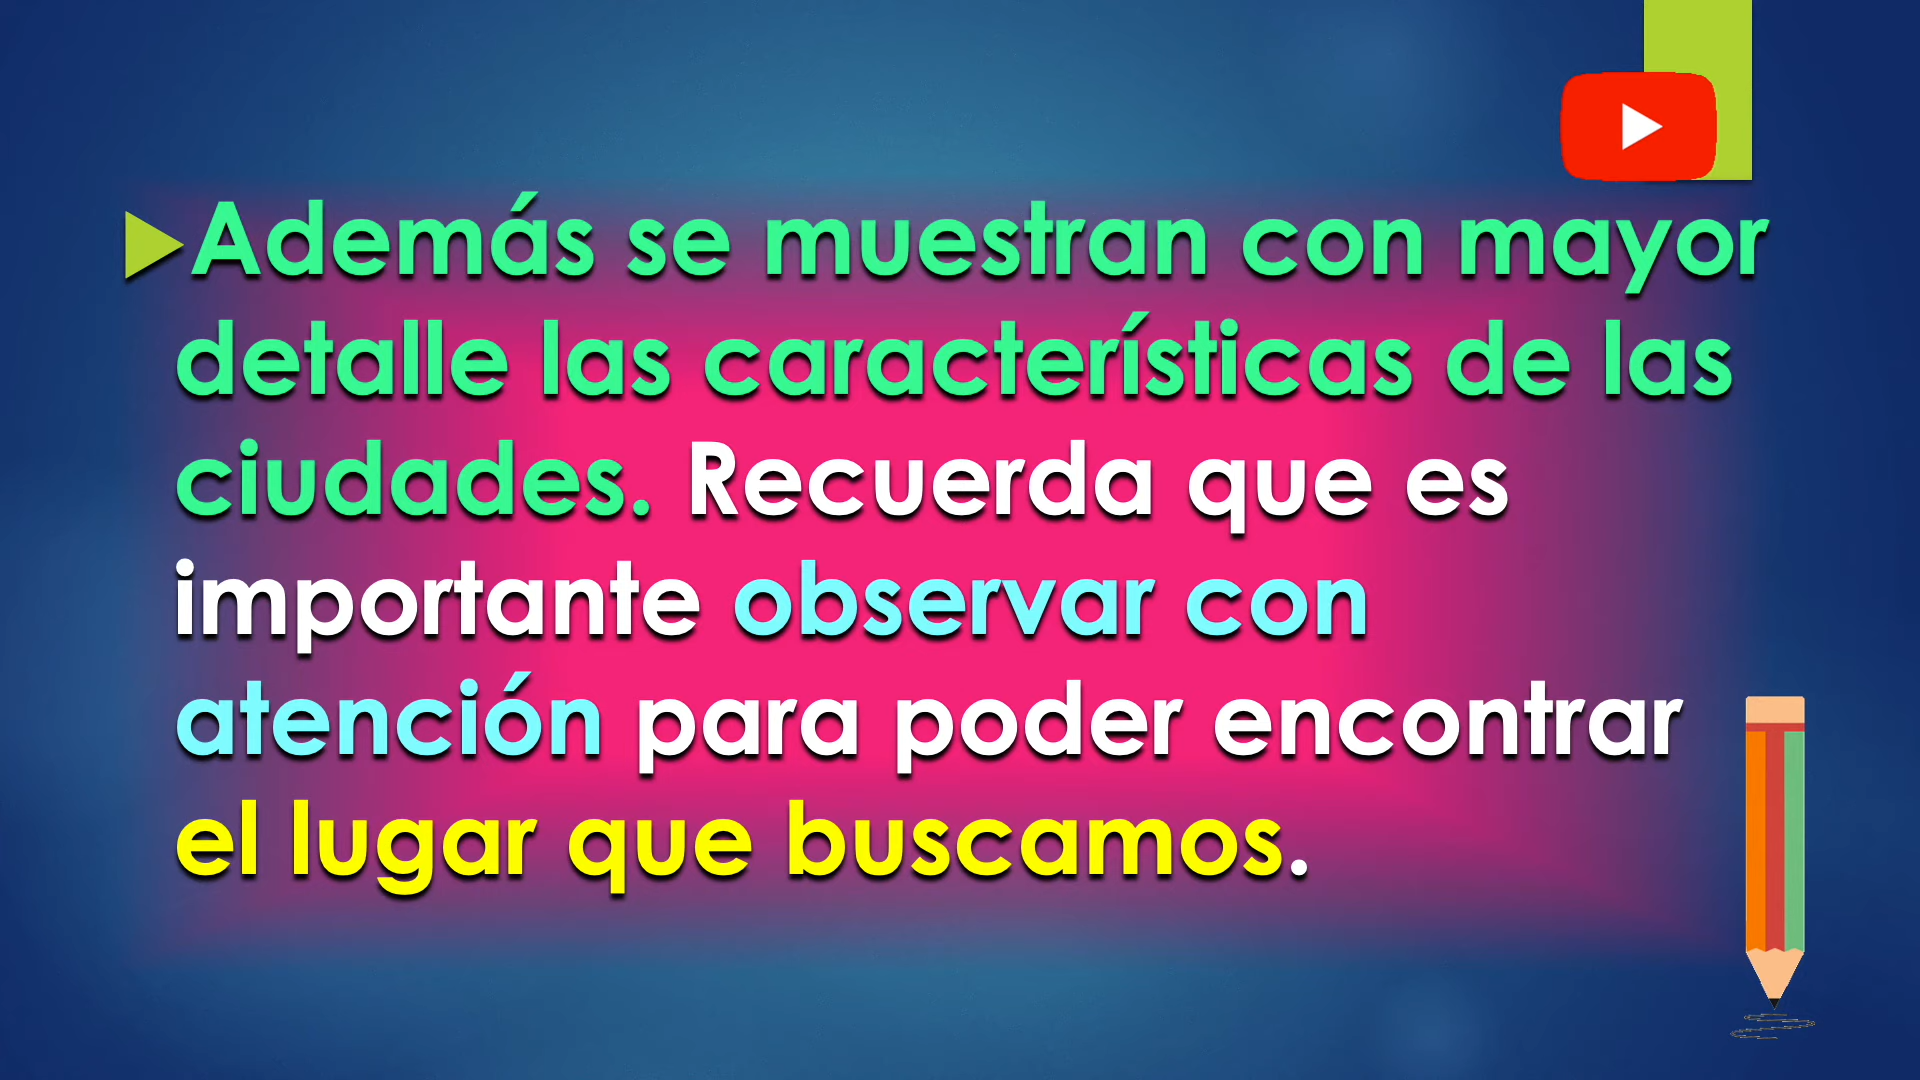 Además se muestran con mayor
detalle las características de las
ciudades. Recuerda que es
importante observar con
atención para poder encontrar
el lugar que buscamos.